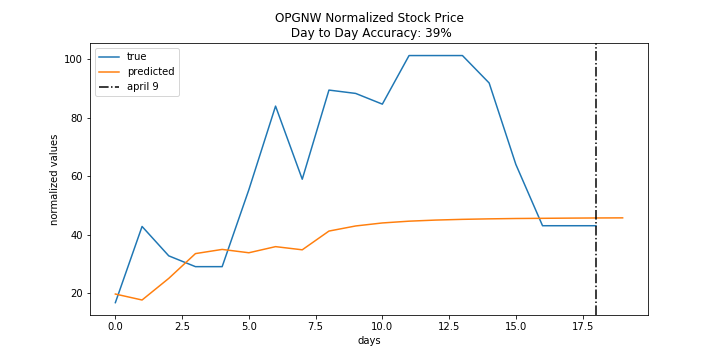 OPGNW Normalized Stock Price
Day to Day Accuracy: 39%
true
predicted
april 9
normalized values
100
80
60
40
20
0.0 2.5 5.0 7.5 10.0 12.5 15.0 17.5
days